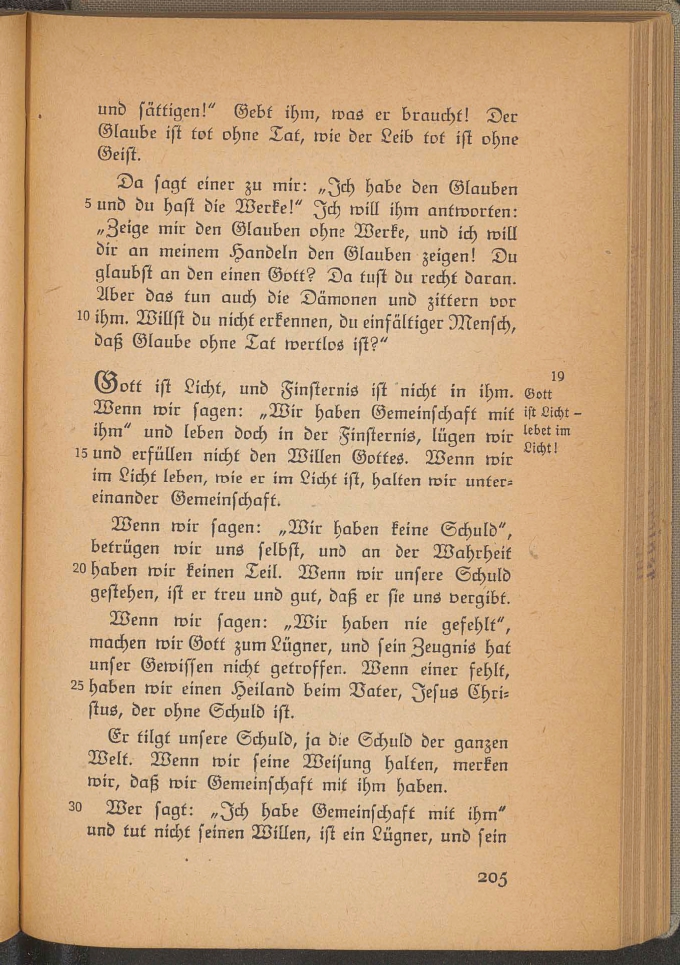 und sättigen!“ Gebt ihm, was er braucht! Der
Glaube ist tot ohne Tat, wie der Leib tot ist ohne
Geist.
Da sagt einer zu mir: „Ich habe den Glauben
5 und du hast die Werke!“ Ich will ihm antworten:
„Zeige mir den Glauben ohne Werke, und ich will
dir an meinem Handeln den Glauben zeigen! Du
glaubst an den einen Gott? Da tust du recht daran.
Aber das tun auch die Dämonen und zittern vor
10 ihm. Willst du nicht erkennen, du einfältiger Mensch,
daß Glaube ohne Tat wertlos ist?“
Gott ist Licht, und Finsternis ist nicht in ihm.
Wenn wir sagen: „Wir haben Gemeinschaft mit
ihm“ und leben doch in der Finsternis, lügen wir
15 und erfüllen nicht den Willen Gottes. Wenn wir
im Licht leben, wie er im Licht ist, halten wir unter-
einander Gemeinschaft.
19
Gott
ist Licht –
lebet im
Licht!
Wenn wir sagen: „Wir haben keine Schuld“,
betrügen wir uns selbst, und an der Wahrheit
20 haben wir keinen Teil. Wenn wir unsere Schuld
gestehen, ist er treu und gut, daß er sie uns vergibt.
Wenn wir sagen: „Wir haben nie gefehlt“,
machen wir Gott zum Lügner, und sein Zeugnis hat
unser Gewissen nicht getroffen. Wenn einer fehlt,
25 haben wir einen Heiland beim Vater, Jesus Chri-
stus, der ohne Schuld ist.
Er tilgt unsere Schuld, ja die Schuld der ganzen
Welt. Wenn wir seine Weisung halten, merken
wir, daß wir Gemeinschaft mit ihm haben.
30 Wer sagt: „Ich habe Gemeinschaft mit ihm“
und tut nicht seinen Willen, ist ein Lügner, und sein
205